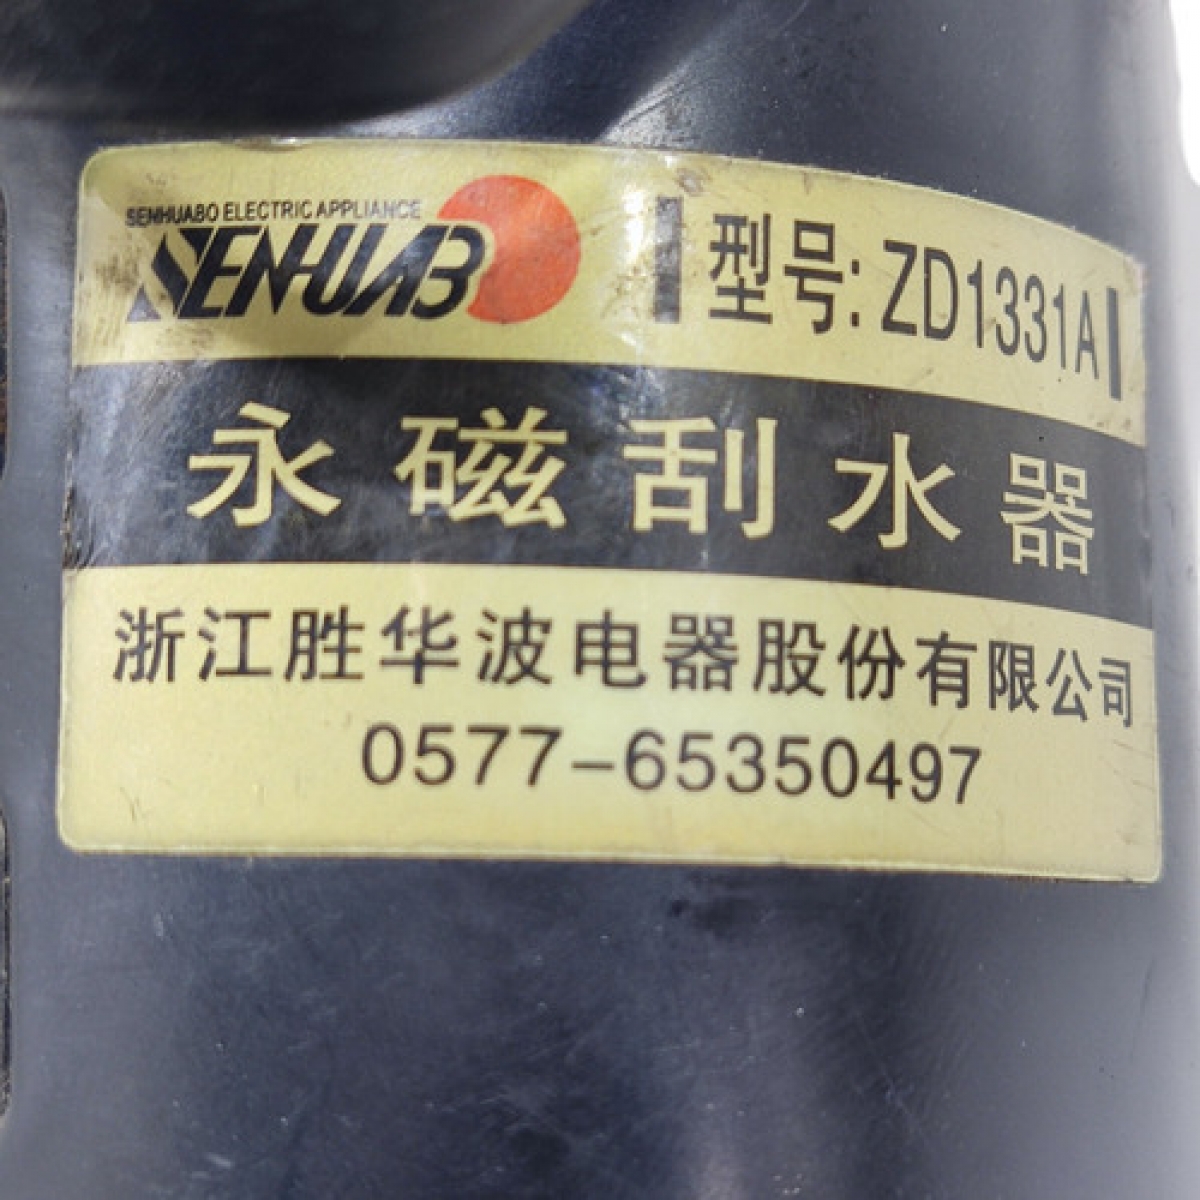 SENHUABO ELECTRIC APPLIANCE
SENHUAB
型号: ZD1331A
永磁刮水器
浙江胜华波电器股份有限公司
0577-65350497